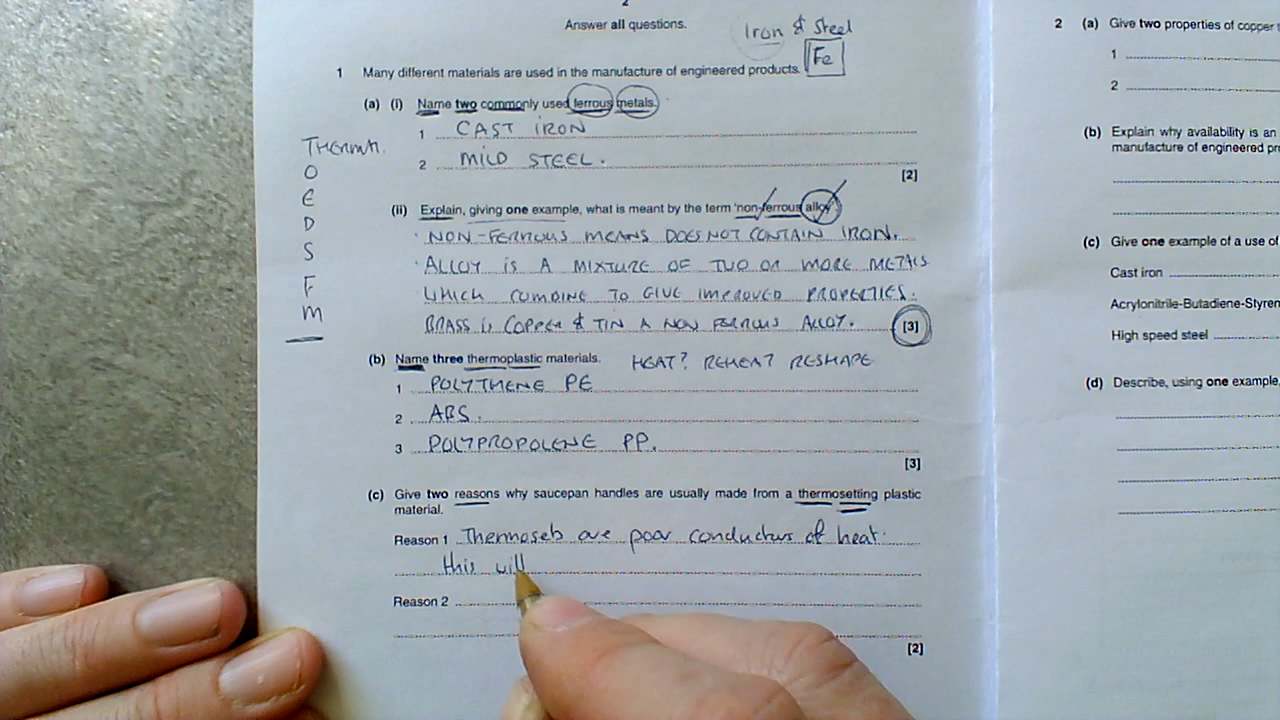 2
Answer all questions.
Iron & Steel
Fe
1 Many different materials are used in the manufacture of engineered products.
(a) (i) Name two commonly used ferrous metals.
1 CAST IRON
2 MILD STEEL.
[2]
THERMA.
O
E
D
S
F
M
(ii) Explain, giving one example, what is meant by the term 'non-ferrous alloy'.
NON-FERROUS MEANS DOES NOT CONTAIN IRON.
ALLOY IS A MIXTURE OF TWO OR MORE METALS
WHICH COMBINE TO GIVE IMPROVED PROPERTIES.
BRASS IS COPPER & TIN A NON FERROUS ALLOY.
[3]
(b) Name three thermoplastic materials.
HEAT? REHEAT RESHAPE
1 POLYTHENE PE
2 ABS.
3 POLYPROPOLENE PP.
[3]
(c) Give two reasons why saucepan handles are usually made from a thermosetting plastic
material.
Reason 1 Thermosets are poor conductors of heat.
this will
Reason 2
[2]
2 (a) Give two properties of copper
1
2
(b) Explain why availability is an
manufacture of engineered
(c) Give one example of a use of
Cast iron
Acrylonitrile-Butadiene-
High speed steel
(d) Describe, using one example,